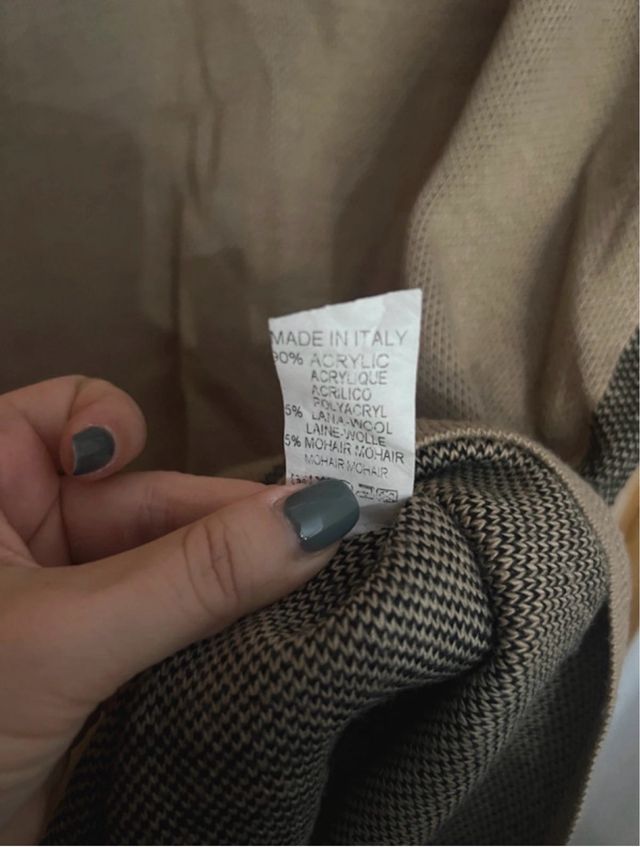 MADE IN ITALY
90% ACRYLIC
ACRYLIQUE
ACRILICO
POLYACRYL
5% LANA-WOOL
LAINE-WOLLE
5% MOHAIR MOHAIR
MOHAIR MOHAIR